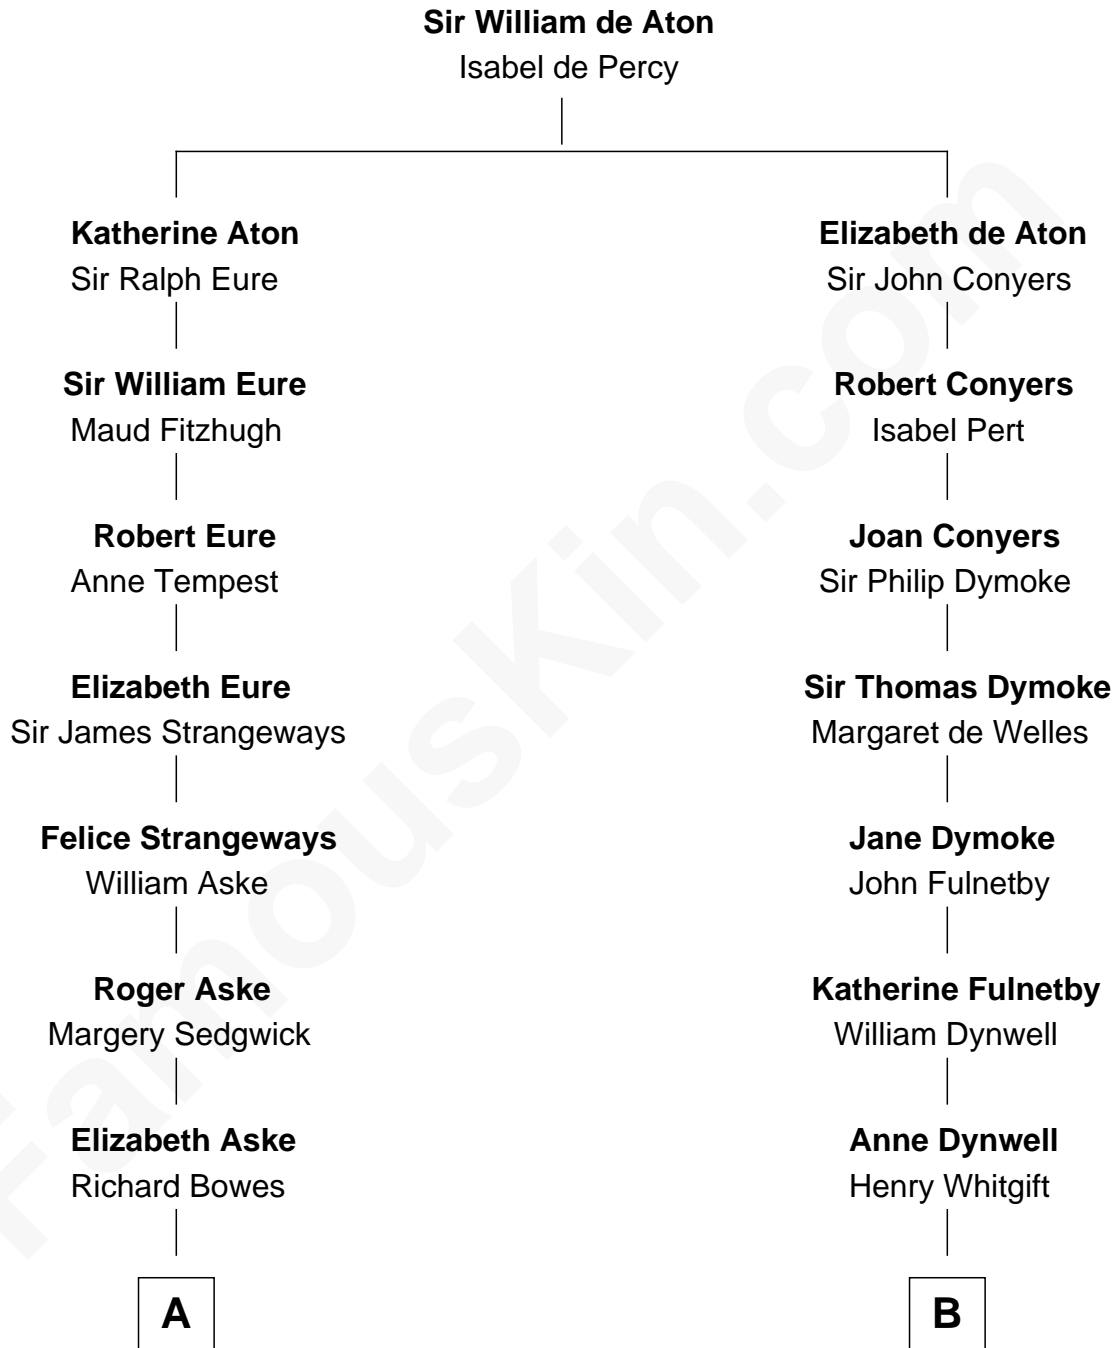 Sir William de Aton
Isabel de Percy
Katherine Aton
Sir Ralph Eure
Elizabeth de Aton
Sir John Conyers
Sir William Eure
Maud Fitzhugh
Robert Conyers
Isabel Pert
Robert Eure
Anne Tempest
Joan Conyers
Sir Philip Dymoke
Elizabeth Eure
Sir James Strangeways
Sir Thomas Dymoke
Margaret de Welles
Felice Strangeways
William Aske
Jane Dymoke
John Fulnetby
Roger Aske
Margery Sedgwick
Katherine Fulnetby
William Dynwell
Elizabeth Aske
Richard Bowes
Anne Dynwell
Henry Whitgift
A
B
FamousKin.com